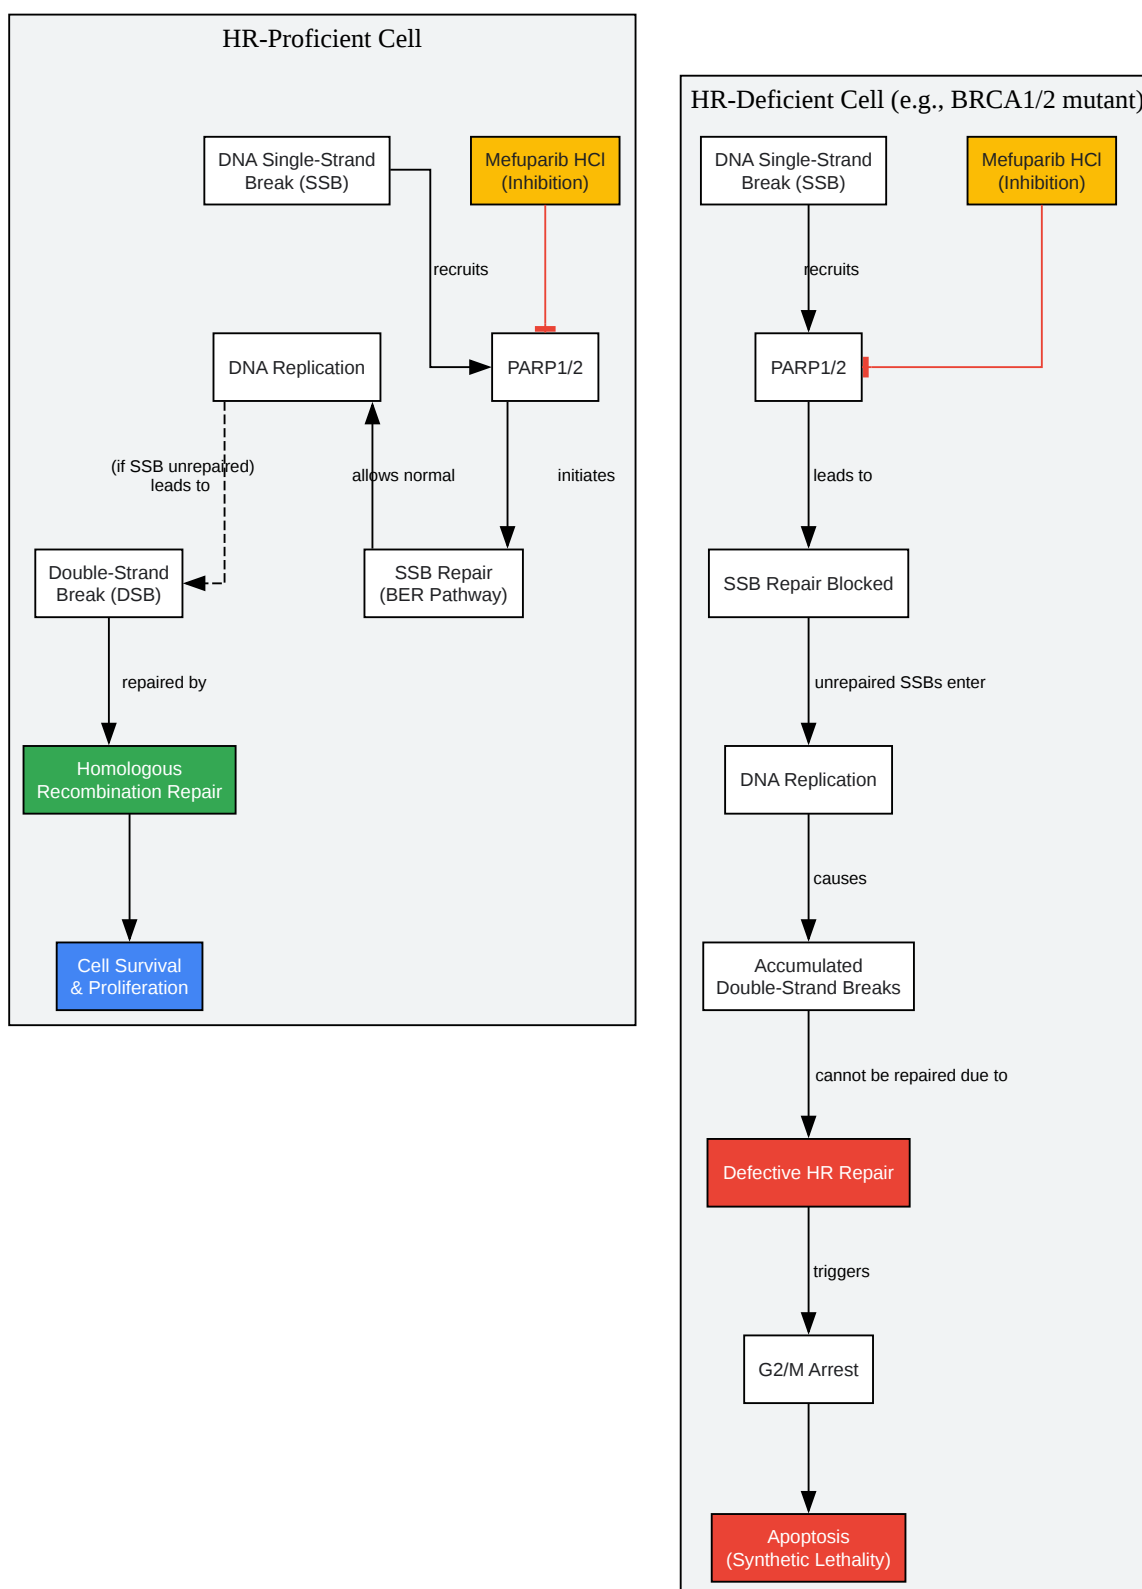 HR-Proficient Cell
DNA Single-Strand
Break (SSB)
Mefuparib HCl
(Inhibition)
recruits
DNA Replication
PARP1/2
(if SSB unrepaired)
leads to
allows normal
initiates
Double-Strand
Break (DSB)
SSB Repair
(BER Pathway)
repaired by
Homologous
Recombination Repair
Cell Survival
& Proliferation
HR-Deficient Cell (e.g., BRCA1/2 mutant)
DNA Single-Strand
Break (SSB)
Mefuparib HCl
(Inhibition)
recruits
PARP1/2
leads to
SSB Repair Blocked
unrepaired SSBs enter
DNA Replication
causes
Accumulated
Double-Strand Breaks
cannot be repaired due to
Defective HR Repair
triggers
G2/M Arrest
Apoptosis
(Synthetic Lethality)